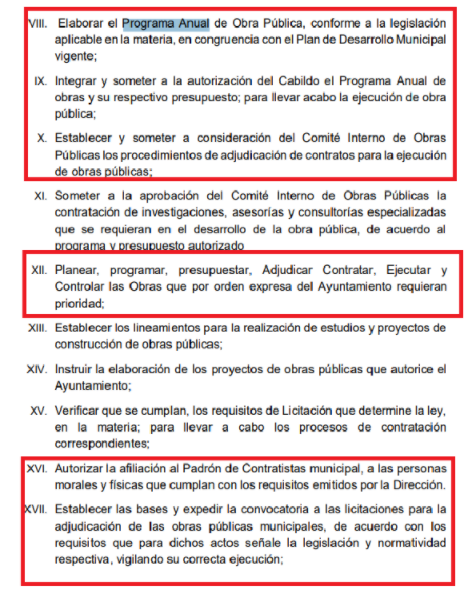 VIII. Elaborar el Programa Anual de Obra Pública, conforme a la legislación
aplicable en la materia, en congruencia con el Plan de Desarrollo Municipal
vigente;
IX. Integrar y someter a la autorización del Cabildo el Programa Anual de
obras y su respectivo presupuesto; para llevar acabo la ejecución de obra
pública;
X. Establecer y someter a consideración del Comité Interno de Obras
Públicas los procedimientos de adjudicación de contratos para la ejecución
de obras públicas;
XI. Someter a la aprobación del Comité Interno de Obras Públicas la
contratación de investigaciones, asesorías y consultorías especializadas
que se requieran en el desarrollo de la obra pública, de acuerdo al
programa y presupuesto autorizado
XII. Planear, programar, presupuestar, Adjudicar Contratar, Ejecutar y
Controlar las Obras que por orden expresa del Ayuntamiento requieran
prioridad;
XIII. Establecer los lineamientos para la realización de estudios y proyectos de
construcción de obras públicas;
XIV. Instruir la elaboración de los proyectos de obras públicas que autorice el
Ayuntamiento;
XV. Verificar que se cumplan, los requisitos de Licitación que determine la ley,
en la materia; para llevar a cabo los procesos de contratación
correspondientes;
XVI. Autorizar la afiliación al Padrón de Contratistas municipal, a las personas
morales y físicas que cumplan con los requisitos emitidos por la Dirección.
XVII. Establecer las bases y expedir la convocatoria a las licitaciones para la
adjudicación de las obras públicas municipales, de acuerdo con los
requisitos que para dichos actos señale la legislación y normatividad
respectiva, vigilando su correcta ejecución;